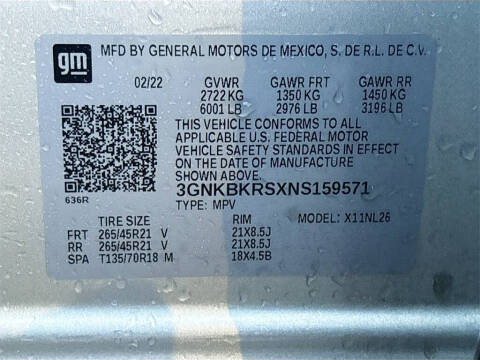 gm
MFD BY GENERAL MOTORS DE MEXICO, S. DE R.L. DE C.V.
02/22 GVWR GAWR FRT GAWR RR
2722 KG 1350 KG 1450 KG
6001 LB 2976 LB 3196 LB
THIS VEHICLE CONFORMS TO ALL
APPLICABLE U.S. FEDERAL MOTOR
VEHICLE SAFETY STANDARDS IN EFFECT ON
THE DATE OF MANUFACTURE SHOWN ABOVE.
636R 3GNKBKRSXNS159571
TYPE: MPV MODEL: X11NL26
TIRE SIZE RIM
FRT 265/45R21 V 21X8.5J
RR 265/45R21 V 21X8.5J
SPA T135/70R18 M 18X4.5B